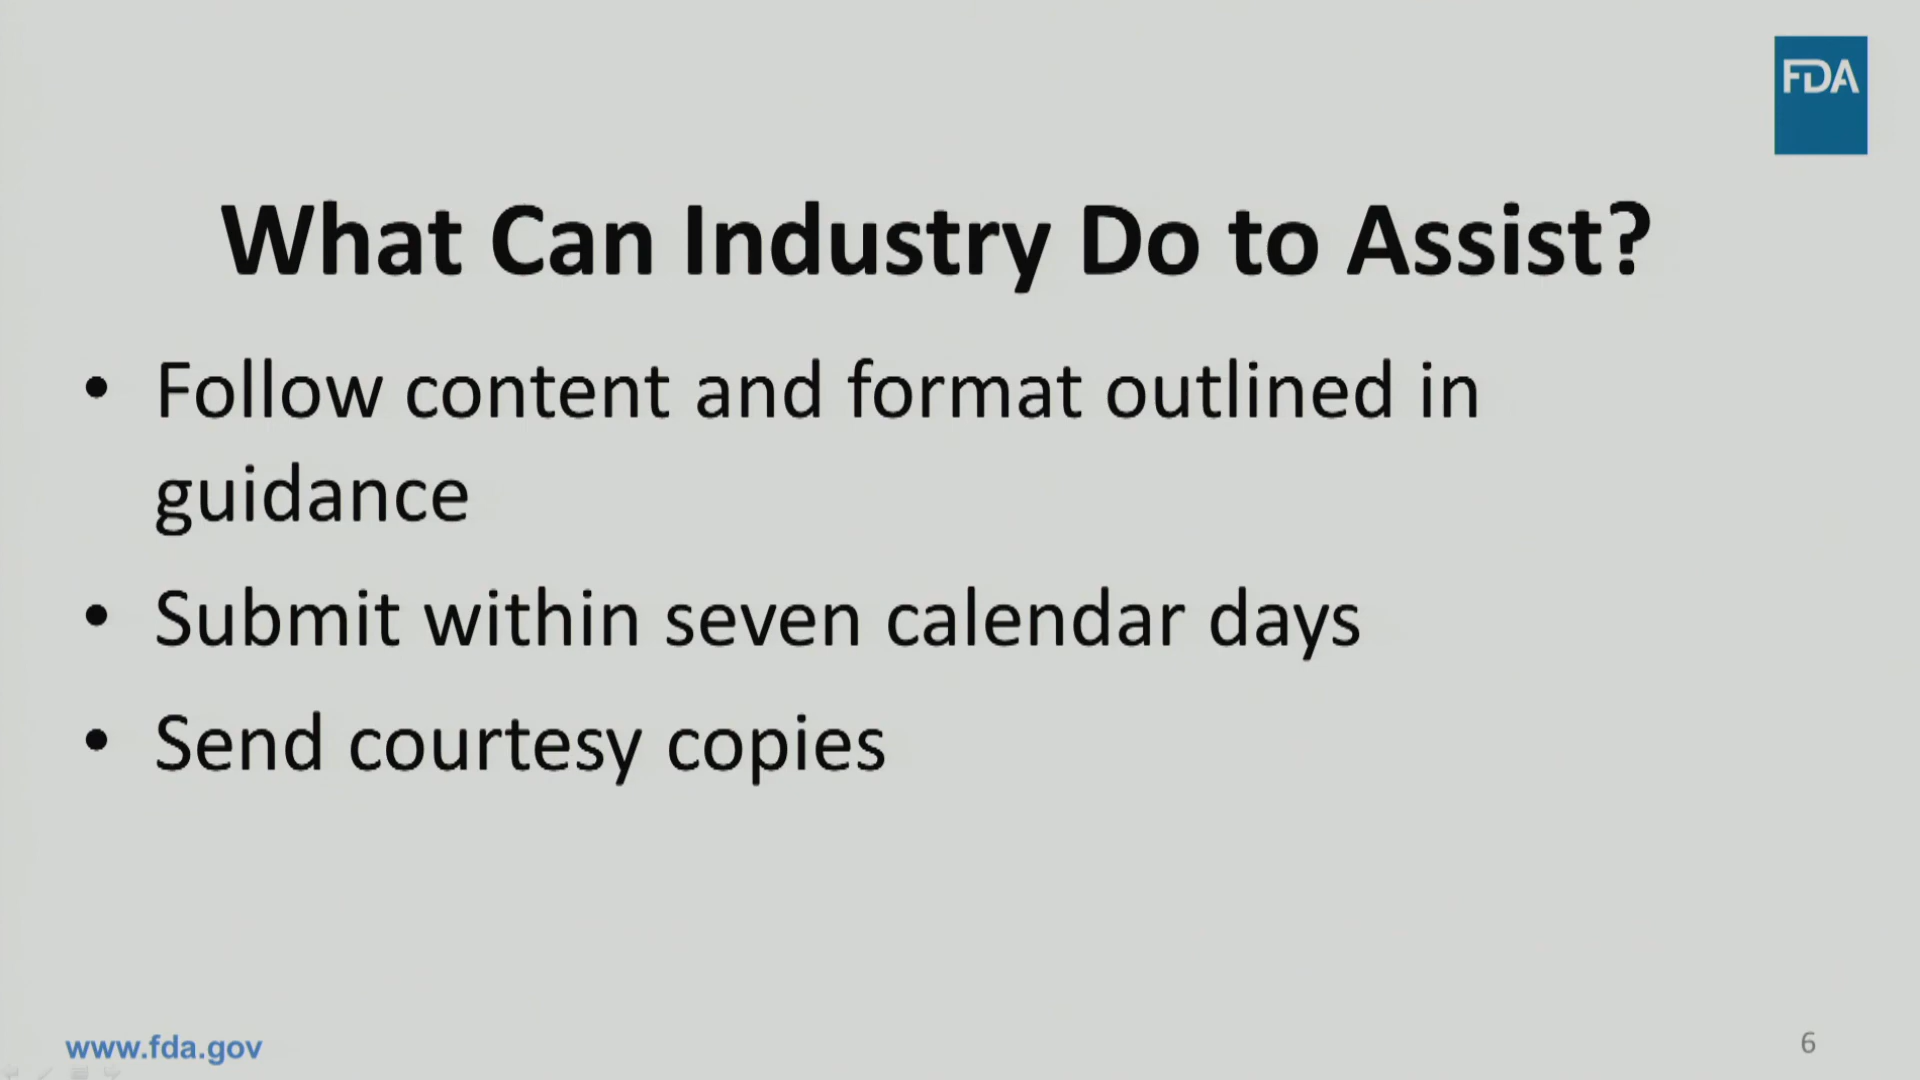 FDA
What Can Industry Do to Assist?
• Follow content and format outlined in
guidance
• Submit within seven calendar days
• Send courtesy copies
www.fda.gov
6